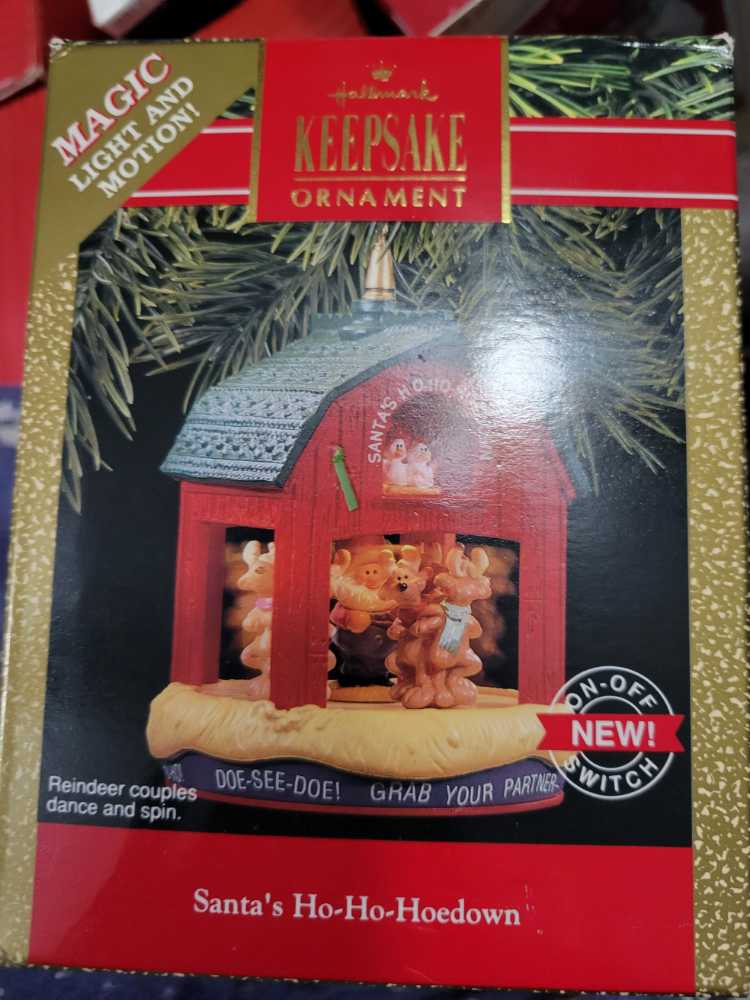 MAGIC
LIGHT AND
MOTION!
Hallmark
KEEPSAKE
ORNAMENT
SANTA'S HO-HO-
ON-OFF
NEW!
SWITCH
Reindeer couples
dance and spin.
DOE-SEE-DOE! GRAB YOUR PARTNER
Santa's Ho-Ho-Hoedown